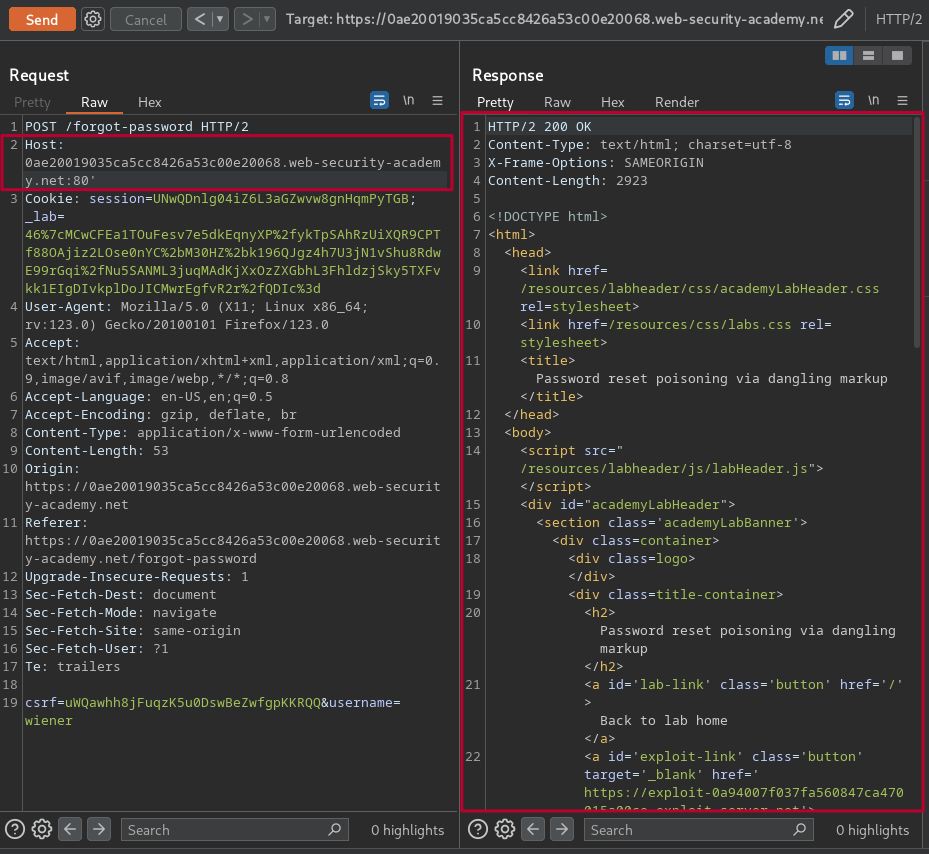 Send
Cancel
Target: https://0ae20019035ca5cc8426a53c00e20068.web-security-academy.ne
HTTP/2
Request
Pretty Raw Hex
\n
1 POST /forgot-password HTTP/2
2 Host:
0ae20019035ca5cc8426a53c00e20068.web-security-academ
y.net:80'
3 Cookie: session=UNwQDnlg04iZ6L3aGZwvw8gnHqmPyTGB;
_lab=
46%7cMCwCFEa1TOuFesv7e5dkEqnyXP%2fykTpSAhRzUiXQR9CPT
f88OAjiz2LOse0nYC%2bM30HZ%2bk196QJgz4h7U3jN1vShu8Rdw
E99rGqi%2fNu5SANML3juqMAdKjXxOzZXGbhL3FhldzjSky5TXFv
kk1EIgDIvkplDoJICMwrEgfvR2r%2fQDIc%3d
4 User-Agent: Mozilla/5.0 (X11; Linux x86_64;
rv:123.0) Gecko/20100101 Firefox/123.0
5 Accept:
text/html,application/xhtml+xml,application/xml;q=0.
9,image/avif,image/webp,*/*;q=0.8
6 Accept-Language: en-US,en;q=0.5
7 Accept-Encoding: gzip, deflate, br
8 Content-Type: application/x-www-form-urlencoded
9 Content-Length: 53
10 Origin:
https://0ae20019035ca5cc8426a53c00e20068.web-securit
y-academy.net
11 Referer:
https://0ae20019035ca5cc8426a53c00e20068.web-securit
y-academy.net/forgot-password
12 Upgrade-Insecure-Requests: 1
13 Sec-Fetch-Dest: document
14 Sec-Fetch-Mode: navigate
15 Sec-Fetch-Site: same-origin
16 Sec-Fetch-User: ?1
17 Te: trailers
18
19 csrf=uWQawhh8jFuqzK5u0DswBeZwfgpKKRQQ&username=
wiener
Search
0 highlights
Response
Pretty Raw Hex Render
\n
1 HTTP/2 200 OK
2 Content-Type: text/html; charset=utf-8
3 X-Frame-Options: SAMEORIGIN
4 Content-Length: 2923
5
6 <!DOCTYPE html>
7 <html>
8 <head>
9 <link href=
/resources/labheader/css/academyLabHeader.css
rel=stylesheet>
10 <link href=/resources/css/labs.css rel=
stylesheet>
11 <title>
Password reset poisoning via dangling markup
</title>
12 </head>
13 <body>
14 <script src="
/resources/labheader/js/labHeader.js">
</script>
15 <div id="academyLabHeader">
16 <section class='academyLabBanner'>
17 <div class=container>
18 <div class=logo>
</div>
19 <div class=title-container>
20 <h2>
Password reset poisoning via dangling
markup
</h2>
21 <a id='lab-link' class='button' href='/'
>
Back to lab home
</a>
22 <a id='exploit-link' class='button'
target='_blank' href='
https://exploit-0a94007f037fa560847ca470
Search
0 highlights